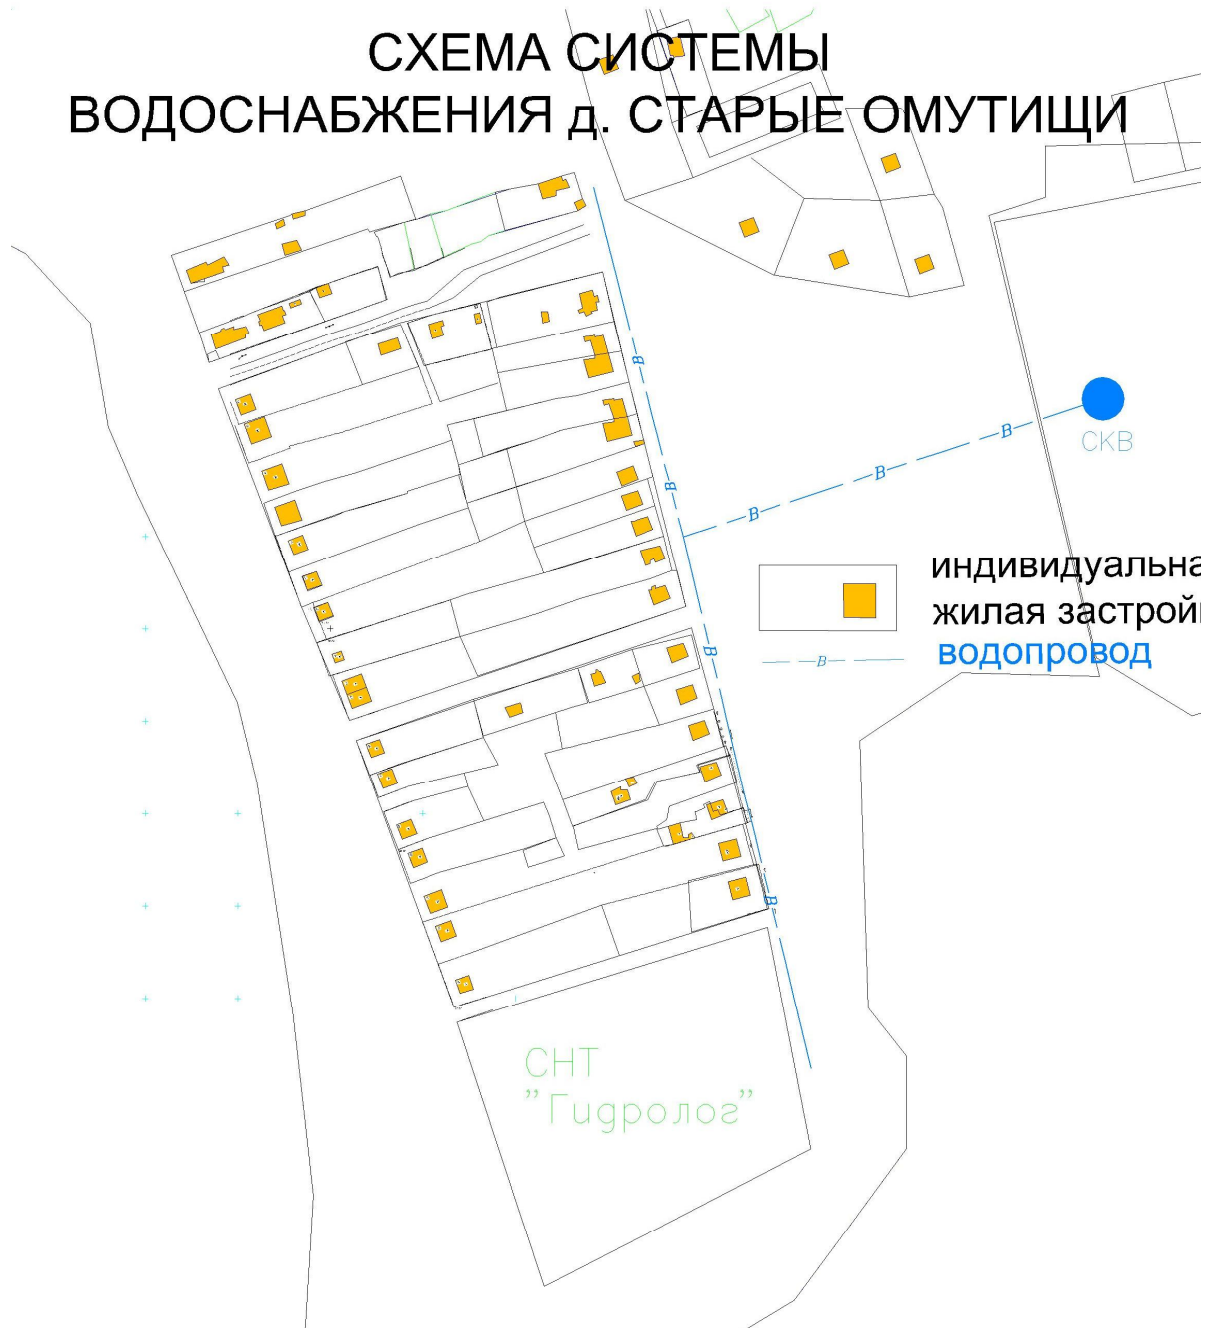 СХЕМА СИСТЕМЫ
ВОДОСНАБЖЕНИЯ д. СТАРЫЕ ОМУТИЩИ
В
СКВ
В
В
В
В
индивидуальна
жилая застрой
В
водопровод
В
В
СНТ
"Гидролог"